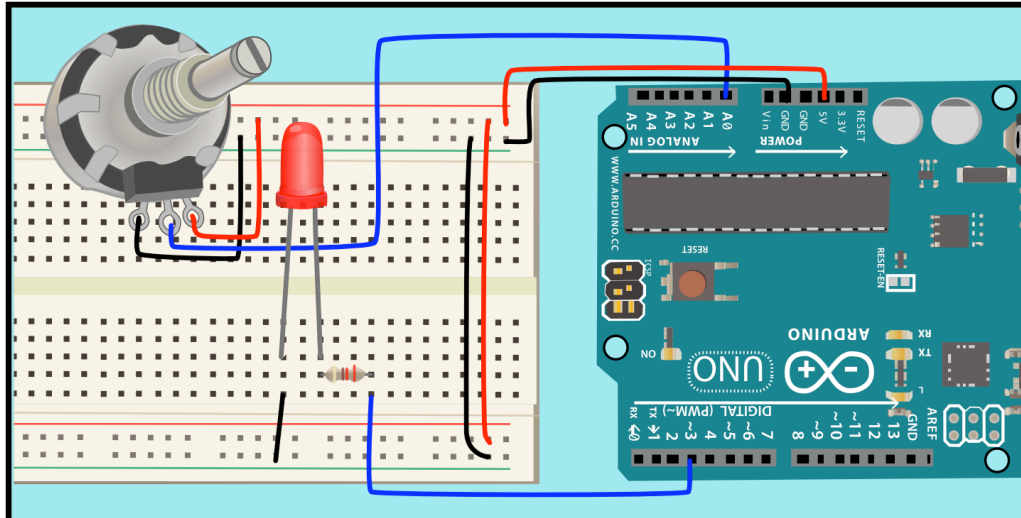 A5 A4 A3 A2 A1 A0
ANALOG IN
Vin GND GND 5V 3.3V RESET
POWER
WWW.ARDUINO.CC
RESET
ICSP
RESET-EN
ON
UNO
ARDUINO
RX
TX
L
DIGITAL (PWM~)
RX TX
0 1 2 ~3 4 ~5 ~6 7 8 ~9 ~10 ~11 12 13 GND AREF